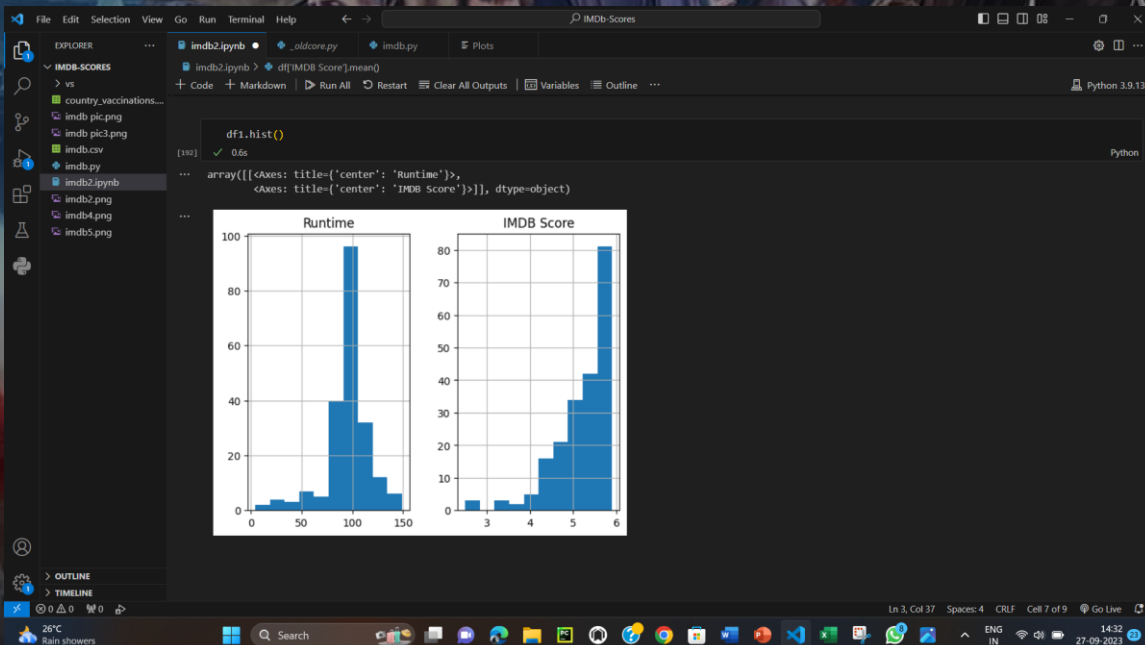 File Edit Selection View Go Run Terminal Help
IMDb-Scores
EXPLORER
imdb2.ipynb
_oldcore.py
imdb.py
Plots
IMDB-SCORES
imdb2.ipynb > df['IMDB Score'].mean()
Code Markdown Run All Restart Clear All Outputs Variables Outline
Python 3.9.13
vs
country_vaccinations....
imdb pic.png
imdb pic3.png
imdb.csv
imdb.py
imdb2.ipynb
imdb2.png
imdb4.png
imdb5.png
1
1
df1.hist()
[192] 0.6s
Python
array([[<Axes: title={'center': 'Runtime'}>,
<Axes: title={'center': 'IMDB Score'}>]], dtype=object)
Runtime
100
80
60
40
20
0
0 50 100 150
IMDB Score
80
70
60
50
40
30
20
10
0
3 4 5 6
OUTLINE
TIMELINE
1
0 0 0
Ln 3, Col 37 Spaces: 4 CRLF Cell 7 of 9 Go Live
26°C
Rain showers
Search
8
ENG
IN
14:32
27-09-2023
23